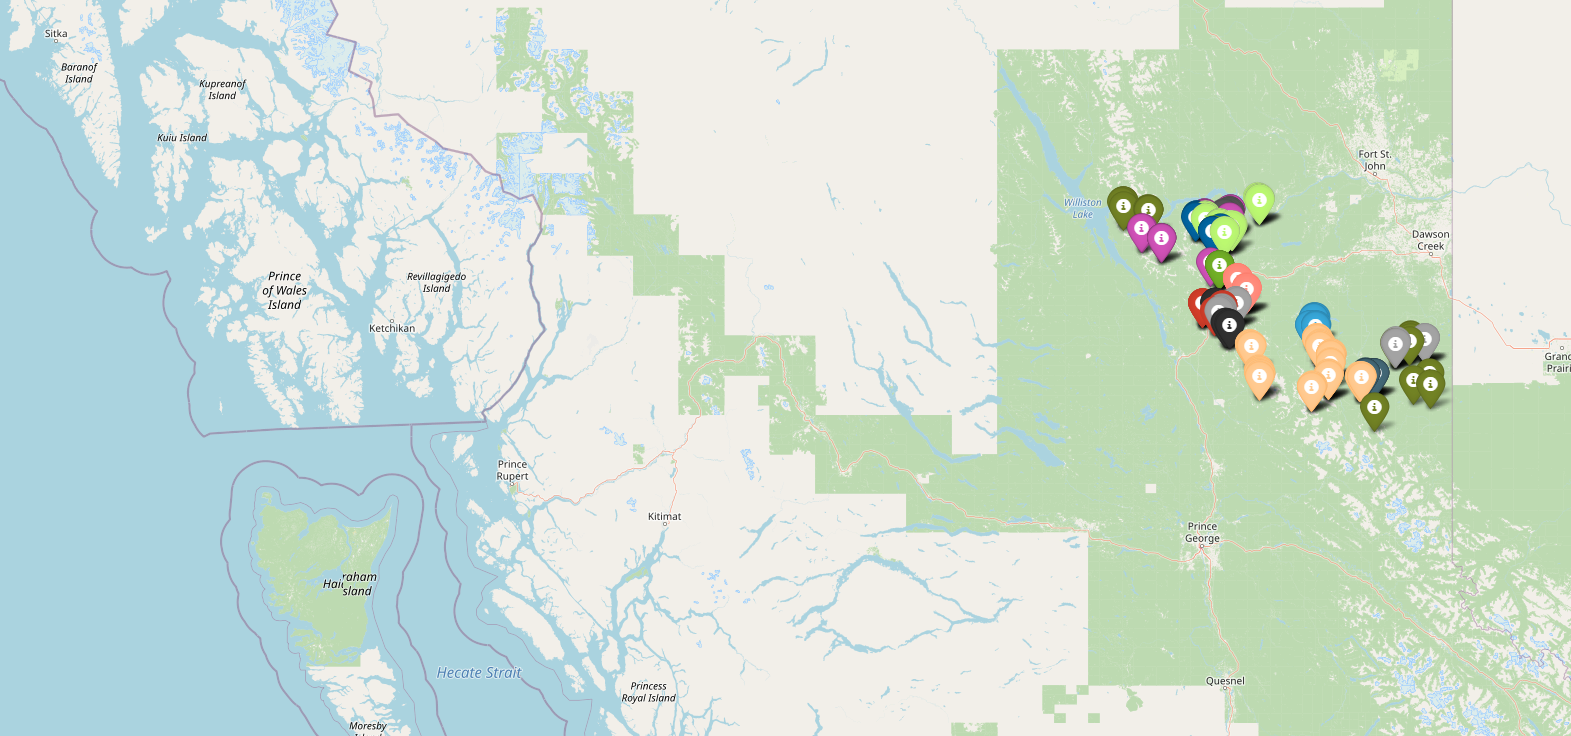 Sitka
Baranof
Island
Kupreanof
Island
Kuiu Island
Fort St.
John
Williston
Lake
Dawson
Creek
Prince
of Wales
Island
Revillagigedo
Island
Ketchikan
Grand
Prairi
Prince
Rupert
Kitimat
Prince
George
raham
sland
Hecate Strait
Princess
Royal Island
Quesnel
Moresby